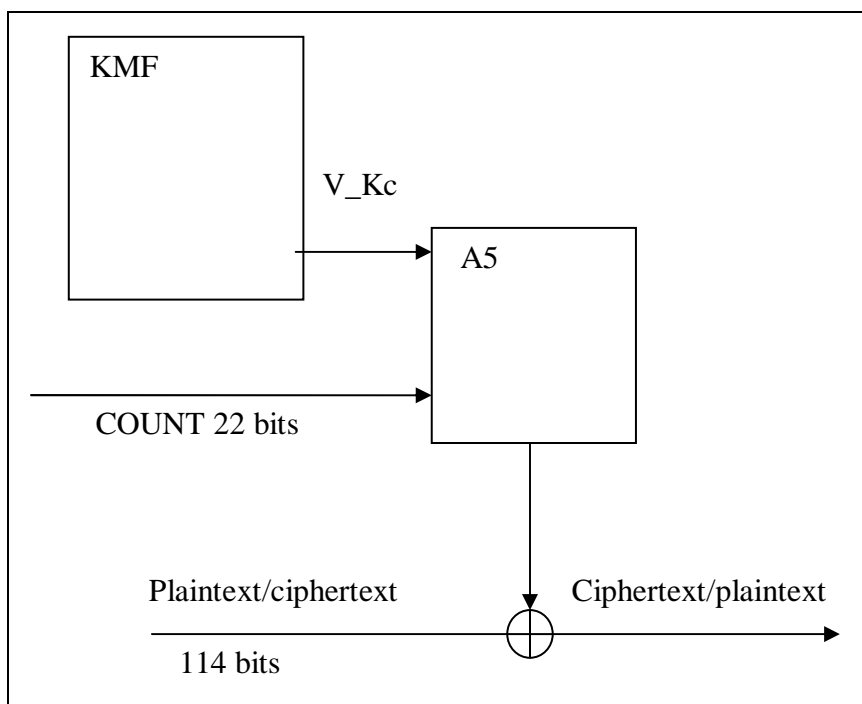 KMF
V_Kc
A5
COUNT 22 bits
Plaintext/ciphertext
Ciphertext/plaintext
114 bits